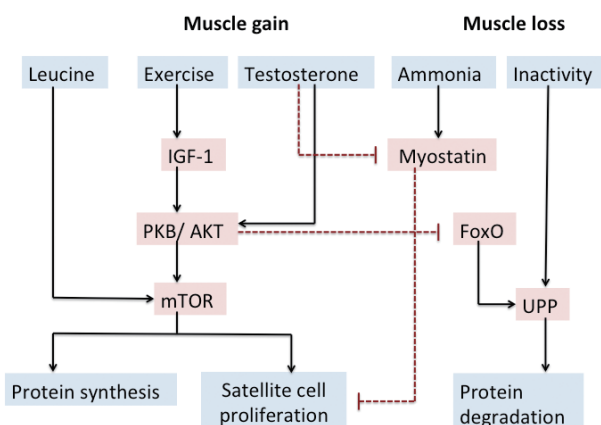 Muscle gain
Muscle loss
Leucine
Exercise
Testosterone
Ammonia
Inactivity
IGF-1
Myostatin
PKB/ AKT
FoxO
mTOR
UPP
Protein synthesis
Satellite cell
proliferation
Protein
degradation